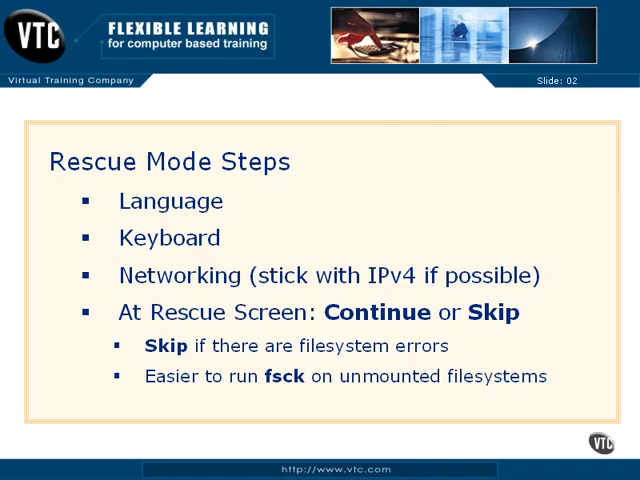 VTC
FLEXIBLE LEARNING
for computer based training
Virtual Training Company
Slide: 02
Rescue Mode Steps
▪ Language
▪ Keyboard
▪ Networking (stick with IPv4 if possible)
▪ At Rescue Screen: Continue or Skip
▪ Skip if there are filesystem errors
▪ Easier to run fsck on unmounted filesystems
VTC
http://www.vtc.com